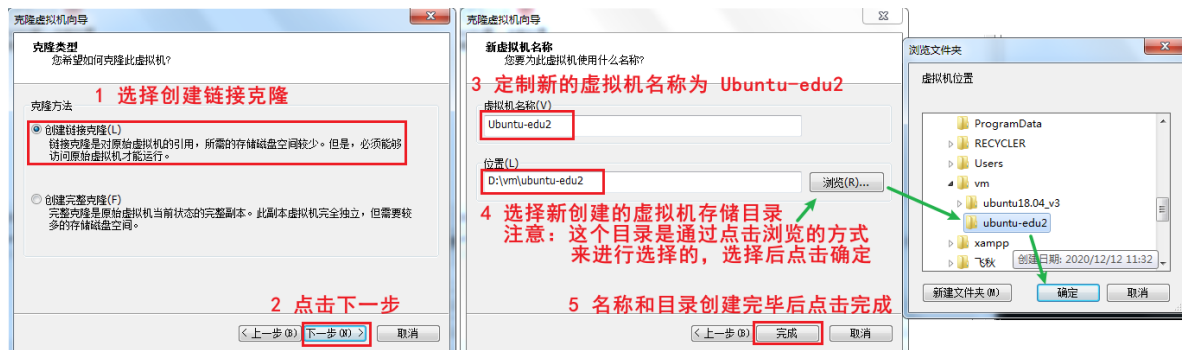 克隆虚拟机向导
克隆类型
您希望如何克隆此虚拟机?
1 选择创建链接克隆
克隆方法
创建链接克隆(L)
链接克隆是对原始虚拟机的引用，所需的存储磁盘空间较少。但是，必须能够
访问原始虚拟机才能运行。
创建完整克隆(F)
完整克隆是原始虚拟机当前状态的完整副本。此副本虚拟机完全独立，但需要较
多的存储磁盘空间。
2 点击下一步
< 上一步(B)
下一步(N) >
取消
克隆虚拟机向导
新虚拟机名称
您要为此虚拟机使用什么名称?
3 定制新的虚拟机名称为 Ubuntu-edu2
虚拟机名称(V)
Ubuntu-edu2
位置(L)
D:\vm\ubuntu-edu2
浏览(R)...
4 选择新创建的虚拟机存储目录
注意：这个目录是通过点击浏览的方式
来进行选择的，选择后点击确定
5 名称和目录创建完毕后点击完成
< 上一步(B)
完成
取消
浏览文件夹
虚拟机位置
ProgramData
RECYCLER
Users
vm
ubuntu18.04_v3
ubuntu-edu2
xampp
飞秋
创建日期: 2020/12/12 11:32
新建文件夹(M)
确定
取消